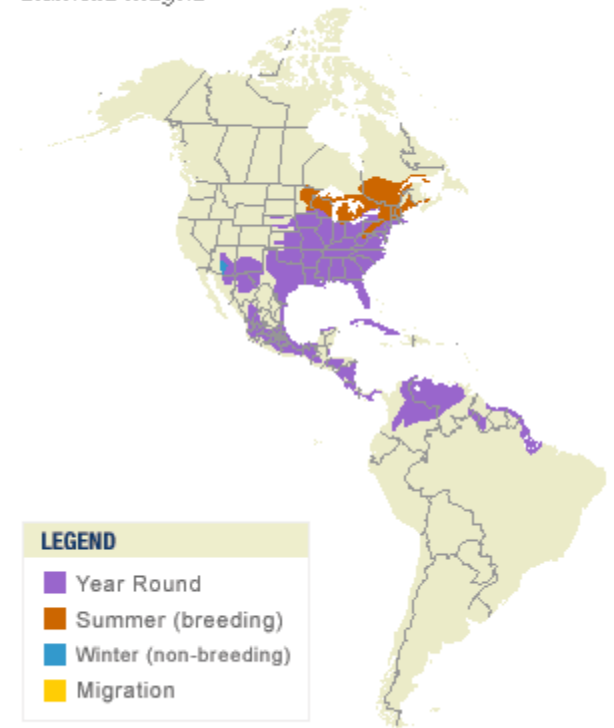 LEGEND
Year Round
Summer (breeding)
Winter (non-breeding)
Migration